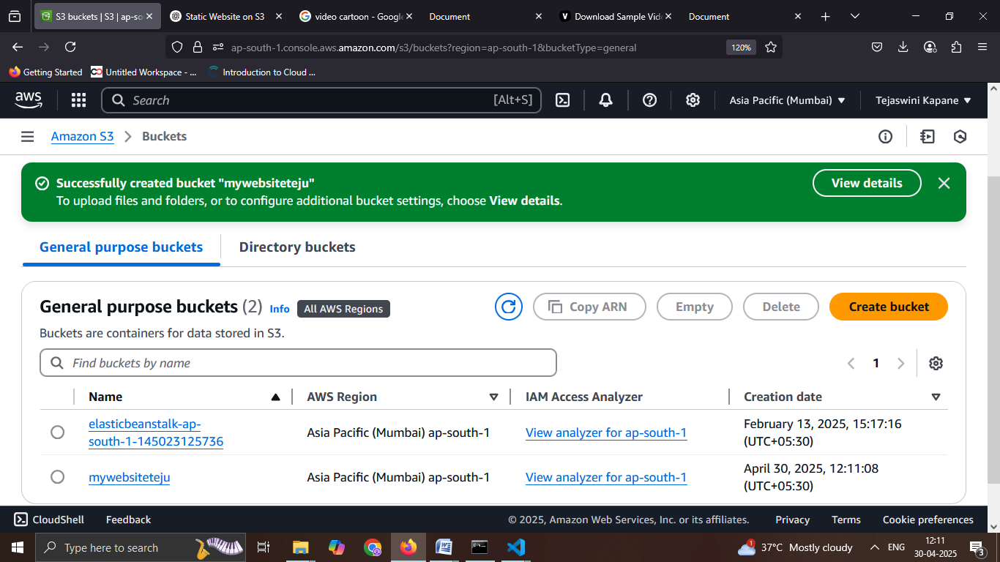 S3 buckets | S3 | ap-so
Static Website on S3
video cartoon - Google
Document
Download Sample Vide
Document
ap-south-1.console.aws.amazon.com/s3/buckets?region=ap-south-1&bucketType=general
120%
Getting Started
Untitled Workspace - ...
Introduction to Cloud ...
aws
Search
[Alt+S]
Asia Pacific (Mumbai)
Tejaswini Kapane
Amazon S3
Buckets
Successfully created bucket "mywebsiteteju"
To upload files and folders, or to configure additional bucket settings, choose View details.
View details
General purpose buckets
Directory buckets
General purpose buckets (2) Info All AWS Regions
Copy ARN
Empty
Delete
Create bucket
Buckets are containers for data stored in S3.
Find buckets by name
1
Name
AWS Region
IAM Access Analyzer
Creation date
elasticbeanstalk-ap-
south-1-145023125736
Asia Pacific (Mumbai) ap-south-1
View analyzer for ap-south-1
February 13, 2025, 15:17:16
(UTC+05:30)
mywebsiteteju
Asia Pacific (Mumbai) ap-south-1
View analyzer for ap-south-1
April 30, 2025, 12:11:08
(UTC+05:30)
CloudShell
Feedback
© 2025, Amazon Web Services, Inc. or its affiliates.
Privacy
Terms
Cookie preferences
Type here to search
1
37°C Mostly cloudy
ENG
12:11
30-04-2025
3